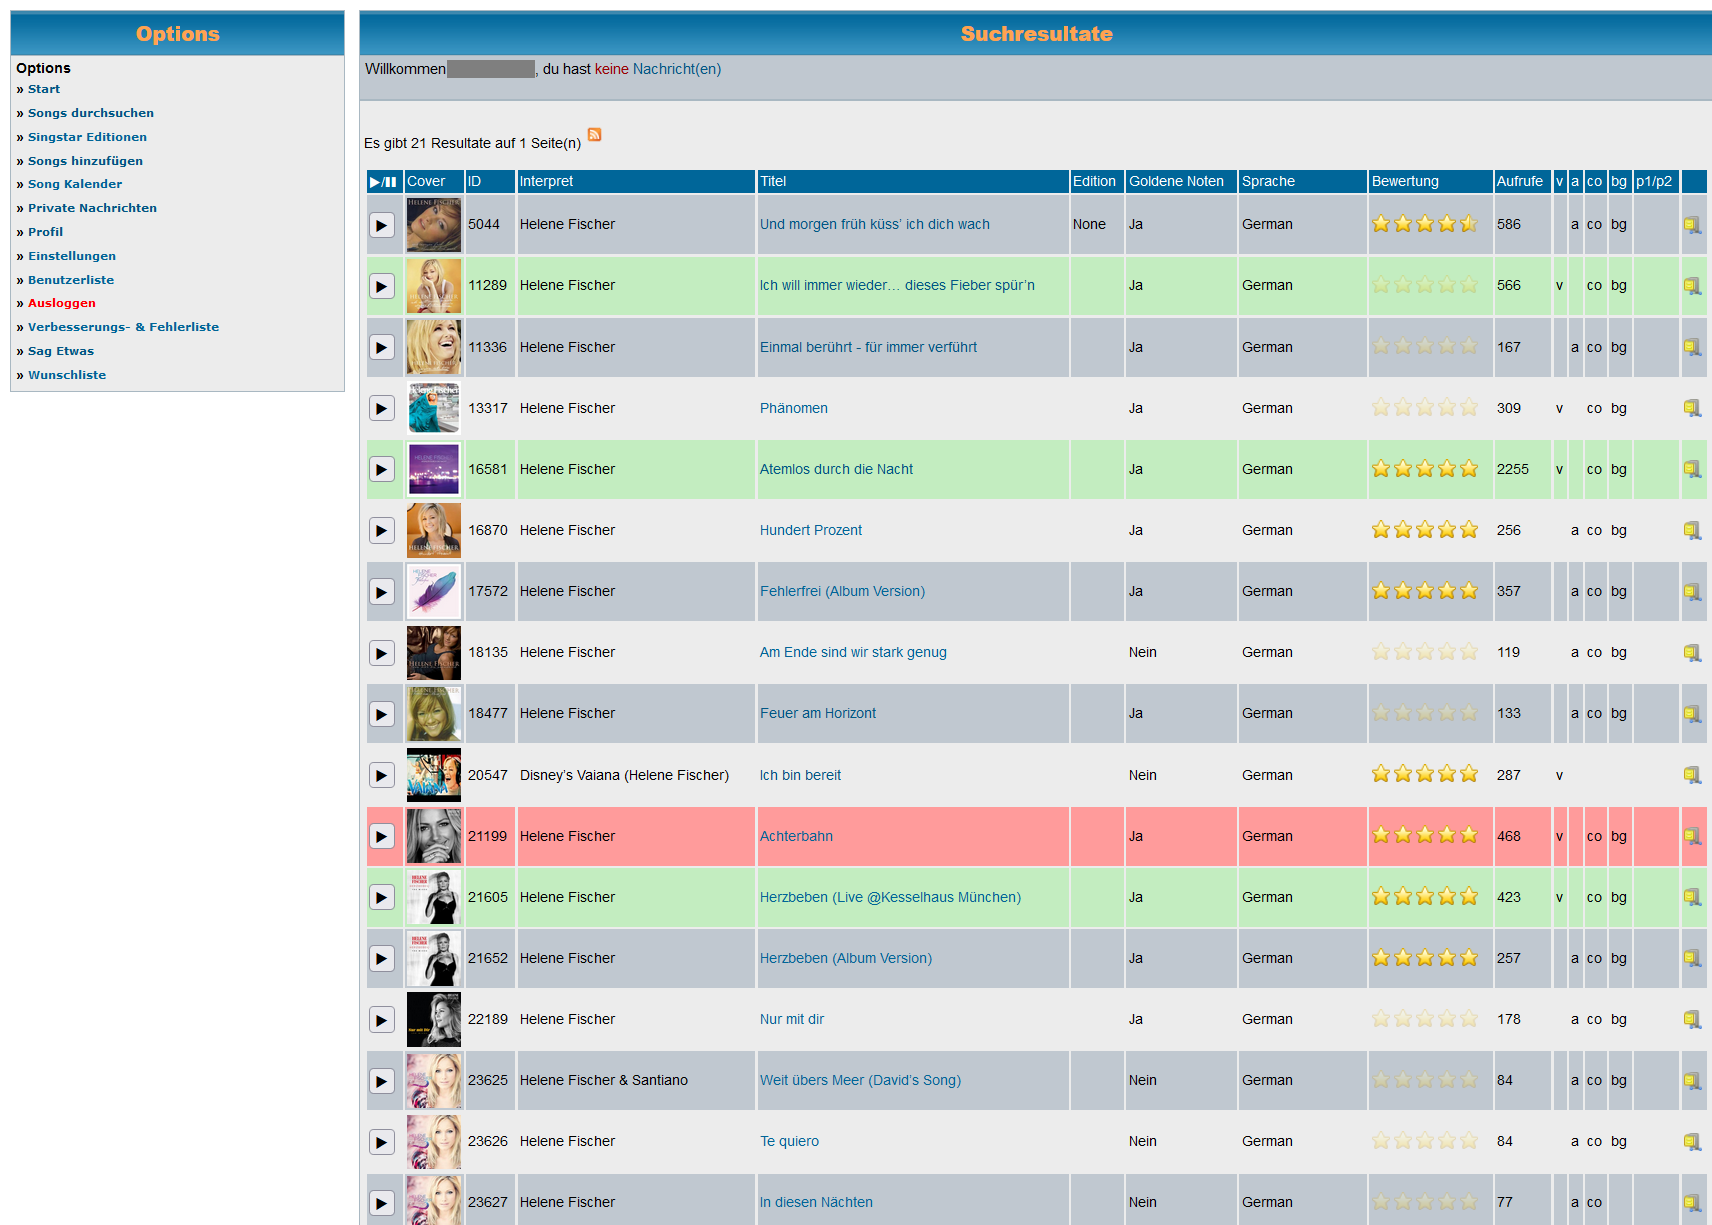 Options
Options
» Start
» Songs durchsuchen
» Singstar Editionen
» Songs hinzufügen
» Song Kalender
» Private Nachrichten
» Profil
» Einstellungen
» Benutzerliste
» Ausloggen
» Verbesserungs- & Fehlerliste
» Sag Etwas
» Wunschliste
Suchresultate
Willkommen , du hast keine Nachricht(en)
Es gibt 21 Resultate auf 1 Seite(n)
Cover ID Interpret Titel Edition Goldene Noten Sprache Bewertung Aufrufe v a co bg p1/p2
5044 Helene Fischer Und morgen früh küss’ ich dich wach None Ja German 586 a co bg
11289 Helene Fischer Ich will immer wieder… dieses Fieber spür’n Ja German 566 v co bg
11336 Helene Fischer Einmal berührt - für immer verführt Ja German 167 a co bg
13317 Helene Fischer Phänomen Ja German 309 v co bg
16581 Helene Fischer Atemlos durch die Nacht Ja German 2255 v co bg
16870 Helene Fischer Hundert Prozent Ja German 256 a co bg
17572 Helene Fischer Fehlerfrei (Album Version) Ja German 357 a co bg
18135 Helene Fischer Am Ende sind wir stark genug Nein German 119 a co bg
18477 Helene Fischer Feuer am Horizont Ja German 133 a co bg
20547 Disney’s Vaiana (Helene Fischer) Ich bin bereit Nein German 287 v
21199 Helene Fischer Achterbahn Ja German 468 v co bg
21605 Helene Fischer Herzbeben (Live @Kesselhaus München) Ja German 423 v co bg
21652 Helene Fischer Herzbeben (Album Version) Ja German 257 a co bg
22189 Helene Fischer Nur mit dir Ja German 178 a co bg
23625 Helene Fischer & Santiano Weit übers Meer (David’s Song) Nein German 84 a co bg
23626 Helene Fischer Te quiero Nein German 84 a co bg
23627 Helene Fischer In diesen Nächten Nein German 77 a co